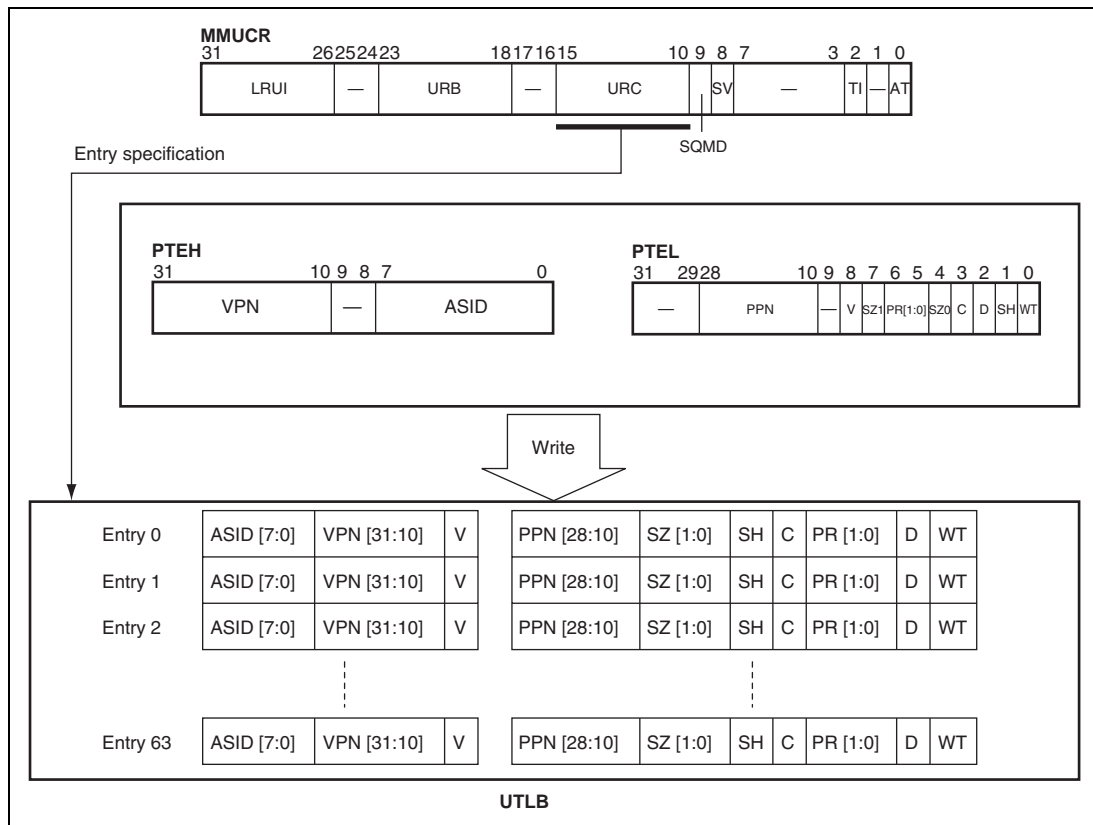 MMUCR
31 26 25 24 23 18 17 16 15 10 9 8 7 3 2 1 0
LRUI — URB — URC SV — TI — AT
SQMD
Entry specification
PTEH
31 10 9 8 7 0
VPN — ASID
PTEL
31 29 28 10 9 8 7 6 5 4 3 2 1 0
— PPN — V SZ1 PR[1:0] SZ0 C D SH WT
Write
Entry 0 ASID [7:0] VPN [31:10] V PPN [28:10] SZ [1:0] SH C PR [1:0] D WT
Entry 1 ASID [7:0] VPN [31:10] V PPN [28:10] SZ [1:0] SH C PR [1:0] D WT
Entry 2 ASID [7:0] VPN [31:10] V PPN [28:10] SZ [1:0] SH C PR [1:0] D WT
Entry 63 ASID [7:0] VPN [31:10] V PPN [28:10] SZ [1:0] SH C PR [1:0] D WT
UTLB